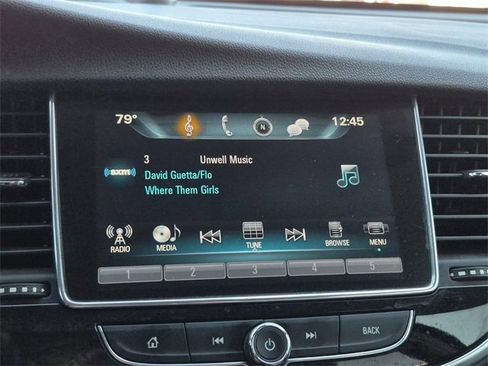 79° 12:45
N
((SXM))
3 Unwell Music
David Guetta/Flo
Where Them Girls
RADIO MEDIA TUNE BROWSE MENU
1 2 3 4 5
BACK